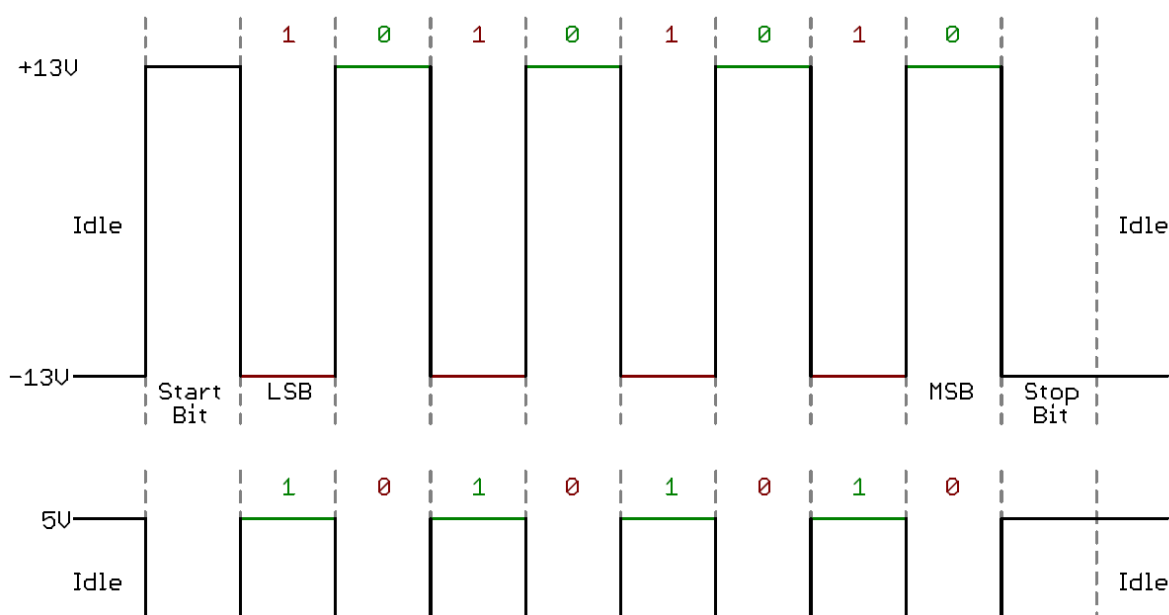 1 0 1 0 1 0 1 0
+13V
Idle Idle
-13V
Start LSB MSB Stop
Bit Bit
1 0 1 0 1 0 1 0
5V
Idle Idle